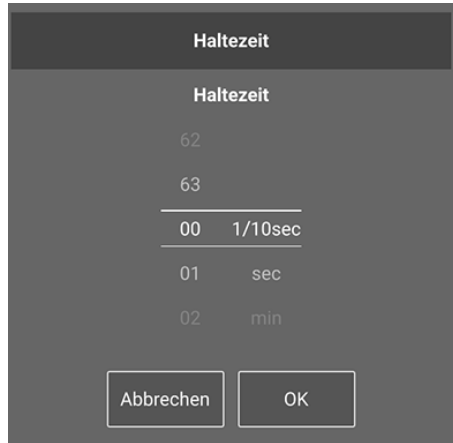 Haltezeit
Haltezeit
62
63
00 1/10sec
01 sec
02 min
Abbrechen OK